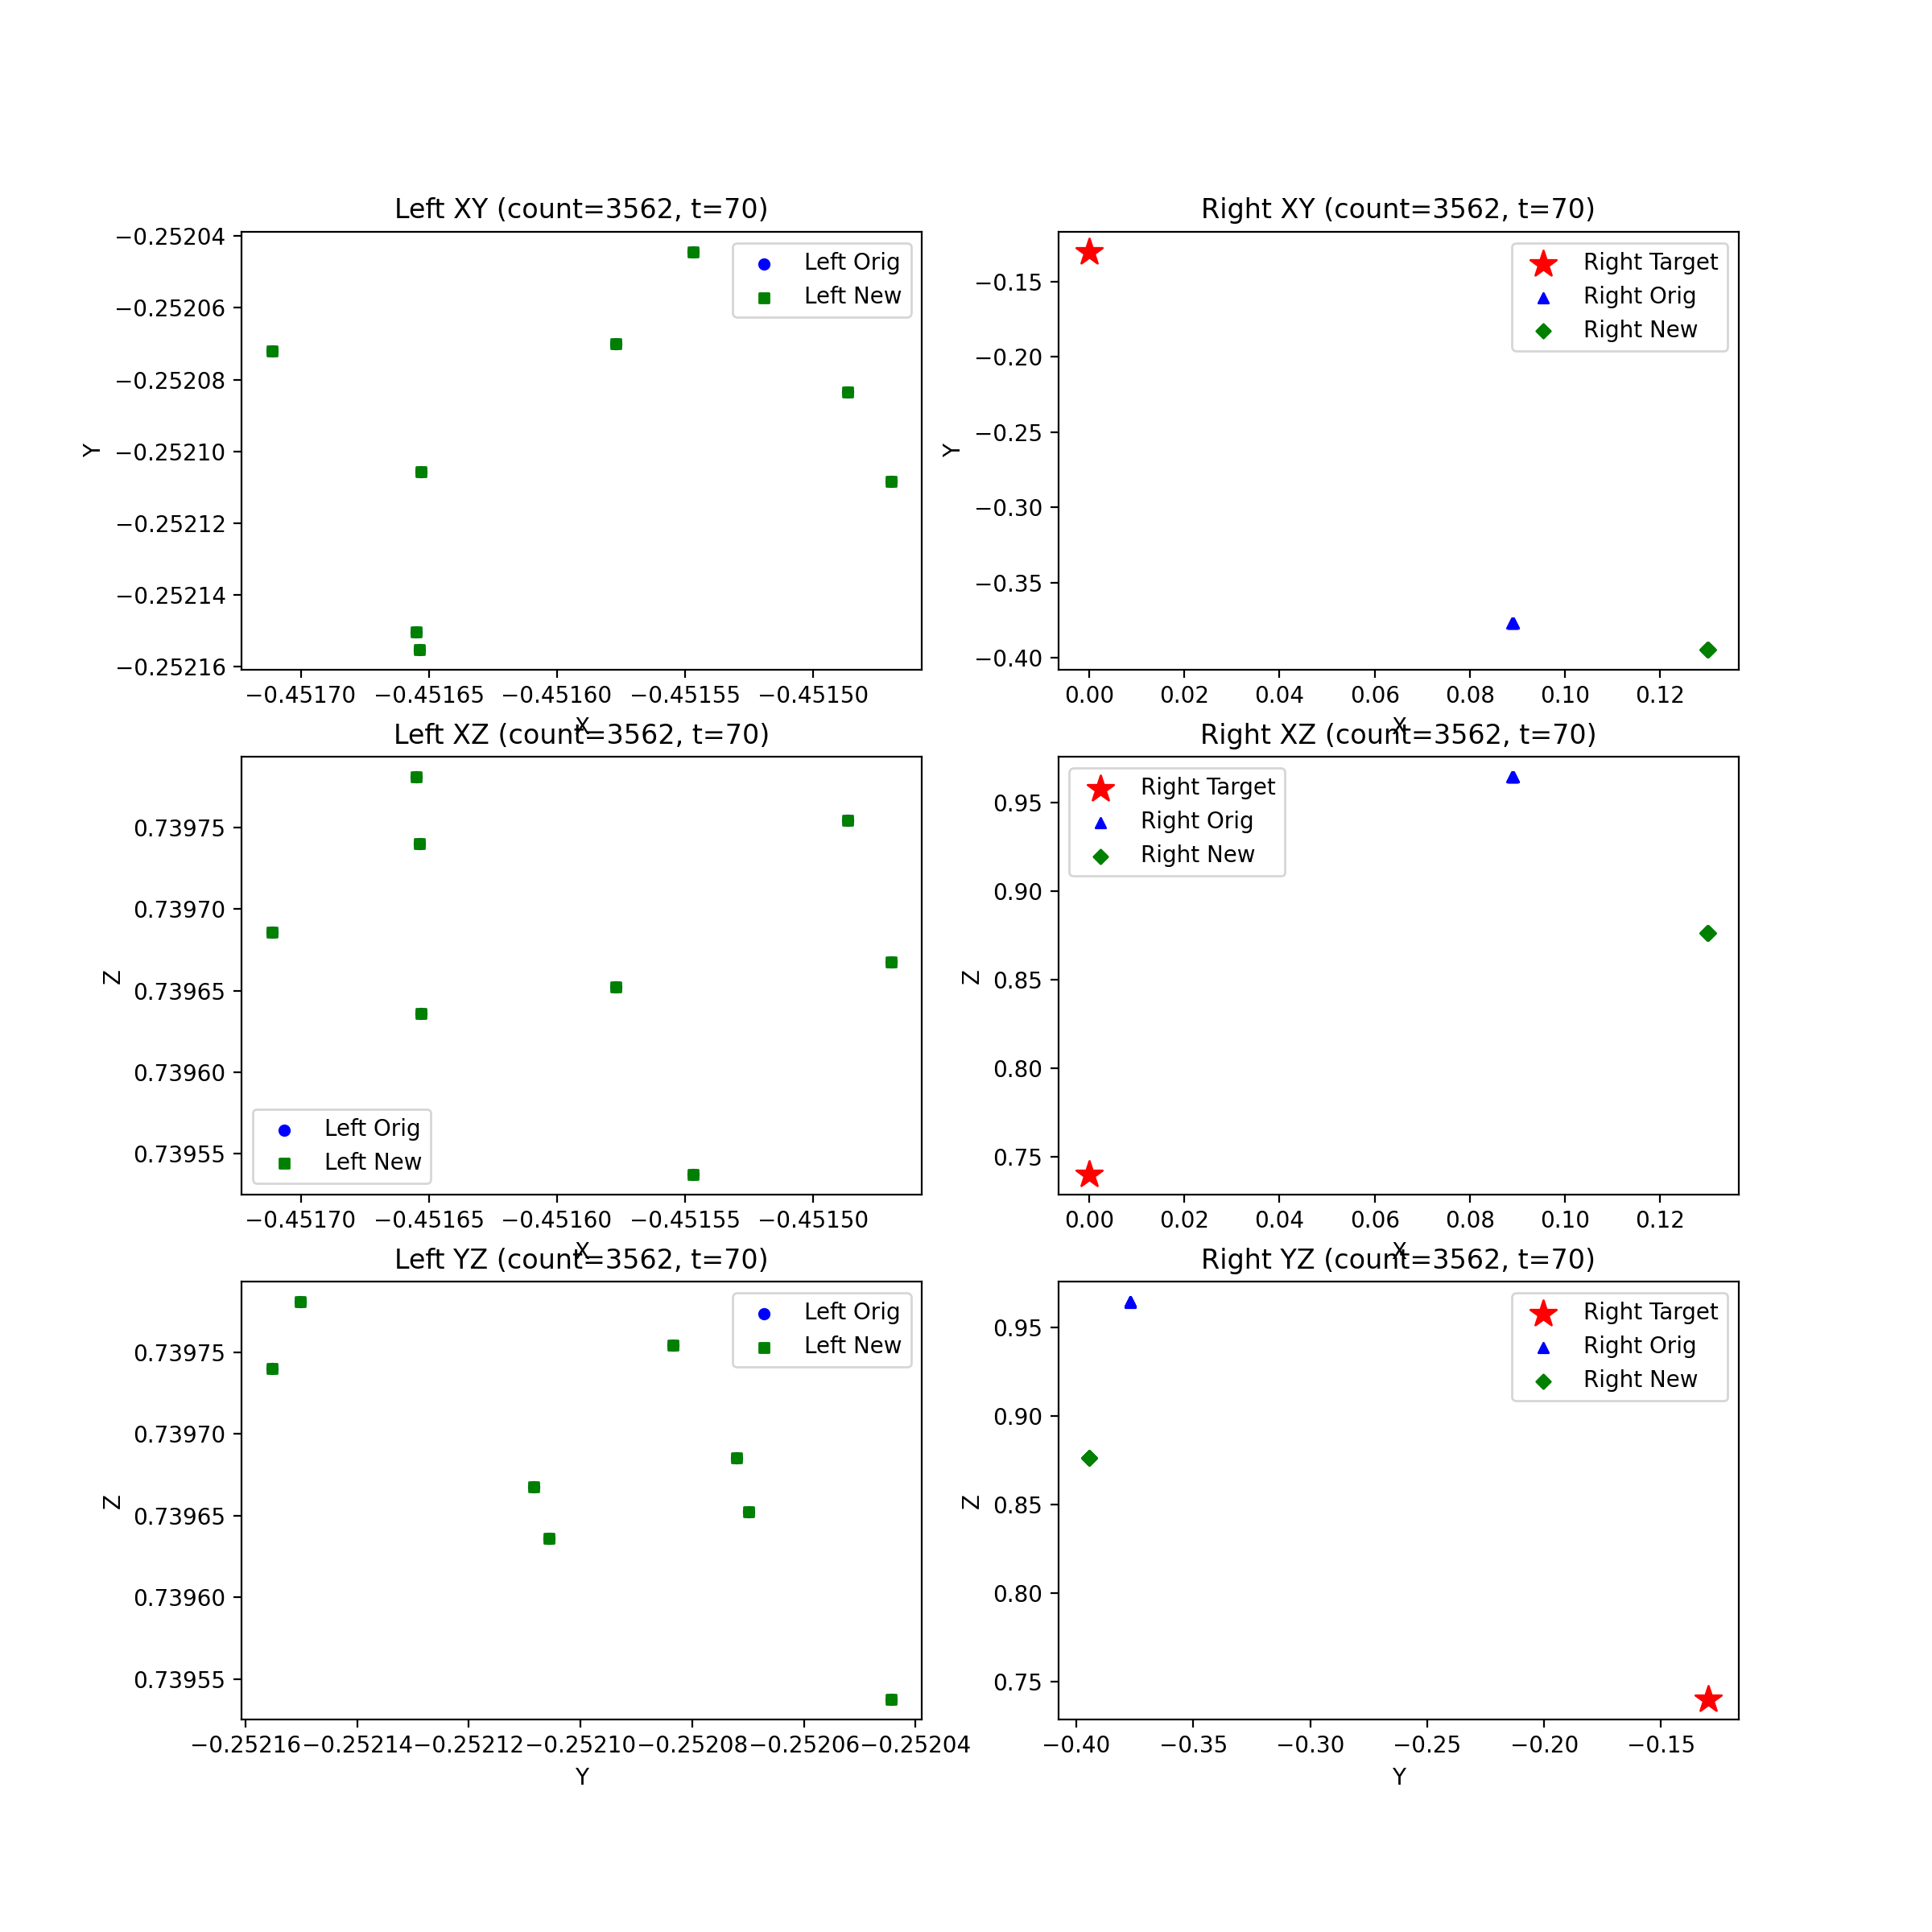 Left XY (count=3562, t=70)
−0.25204
−0.25206
−0.25208
−0.25210
−0.25212
−0.25214
−0.25216
Y
−0.45170
−0.45165
−0.45160
−0.45155
−0.45150
X
Left Orig
Left New
Right XY (count=3562, t=70)
−0.15
−0.20
−0.25
−0.30
−0.35
−0.40
Y
0.00
0.02
0.04
0.06
0.08
0.10
0.12
X
Right Target
Right Orig
Right New
Left XZ (count=3562, t=70)
0.73975
0.73970
0.73965
0.73960
0.73955
Z
−0.45170
−0.45165
−0.45160
−0.45155
−0.45150
X
Left Orig
Left New
Right XZ (count=3562, t=70)
0.95
0.90
0.85
0.80
0.75
Z
0.00
0.02
0.04
0.06
0.08
0.10
0.12
X
Right Target
Right Orig
Right New
Left YZ (count=3562, t=70)
0.73975
0.73970
0.73965
0.73960
0.73955
Z
−0.25216
−0.25214
−0.25212
−0.25210
−0.25208
−0.25206
−0.25204
Y
Left Orig
Left New
Right YZ (count=3562, t=70)
0.95
0.90
0.85
0.80
0.75
Z
−0.40
−0.35
−0.30
−0.25
−0.20
−0.15
Y
Right Target
Right Orig
Right New